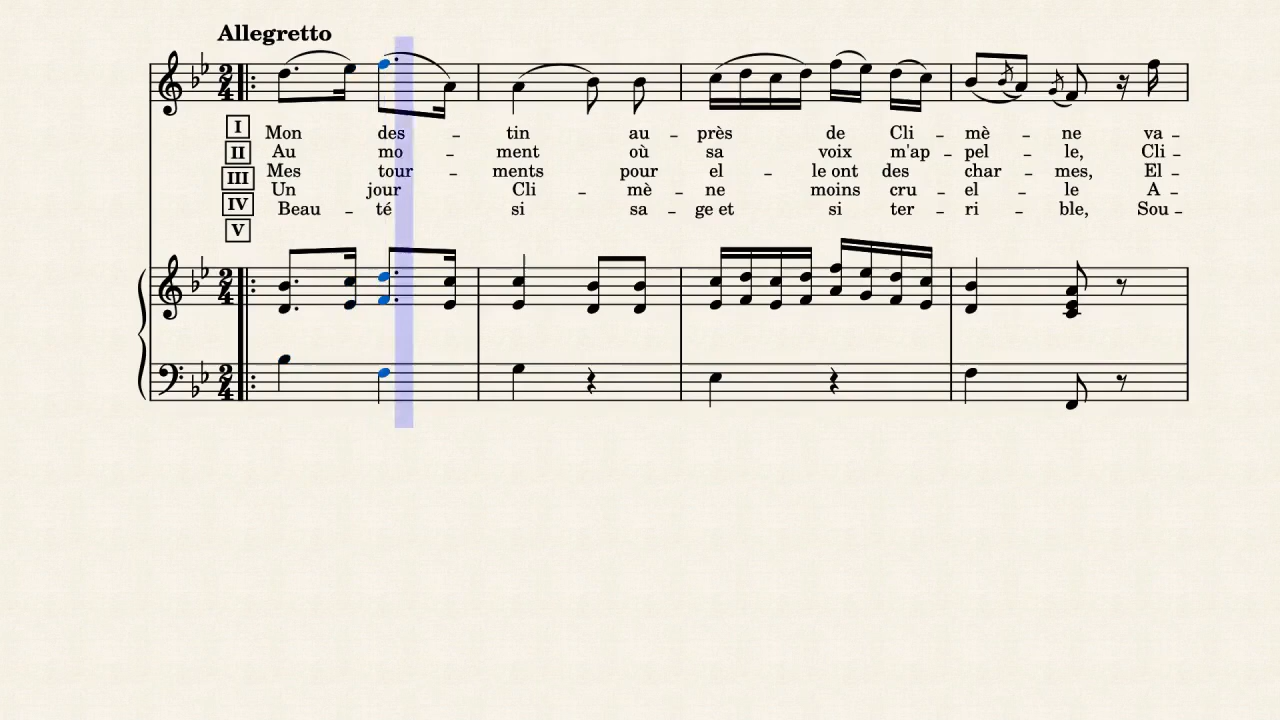 Allegretto
I
II
III
IV
V
Mon des – tin au – près de Cli – mè – ne va –
Au mo – ment où sa voix m'ap – pel – le, Cli –
Mes tour – ments pour el – le ont des char – mes, El –
Un jour Cli – mè – ne moins cru – el – le A –
Beau – té si sa – ge et si ter – ri – ble, Sou –